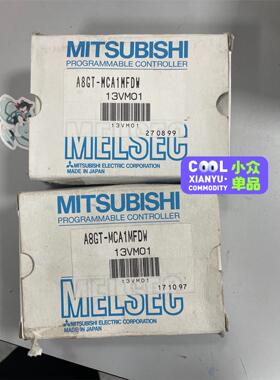 MITSUBISHI
PROGRAMMABLE CONTROLLER
A8GT-MCA1MFDW
13VM01
13VM01
270899
MELSEC
MITSUBISHI ELECTRIC CORPORATION
MADE IN JAPAN
COOL 小众
XIANYU- 单品
COMMODITY
MITSUBISHI
PROGRAMMABLE CONTROLLER
A8GT-MCA1MFDW
13VM01
13VM01
171097
MELSEC
MITSUBISHI ELECTRIC CORPORATION
MADE IN JAPAN